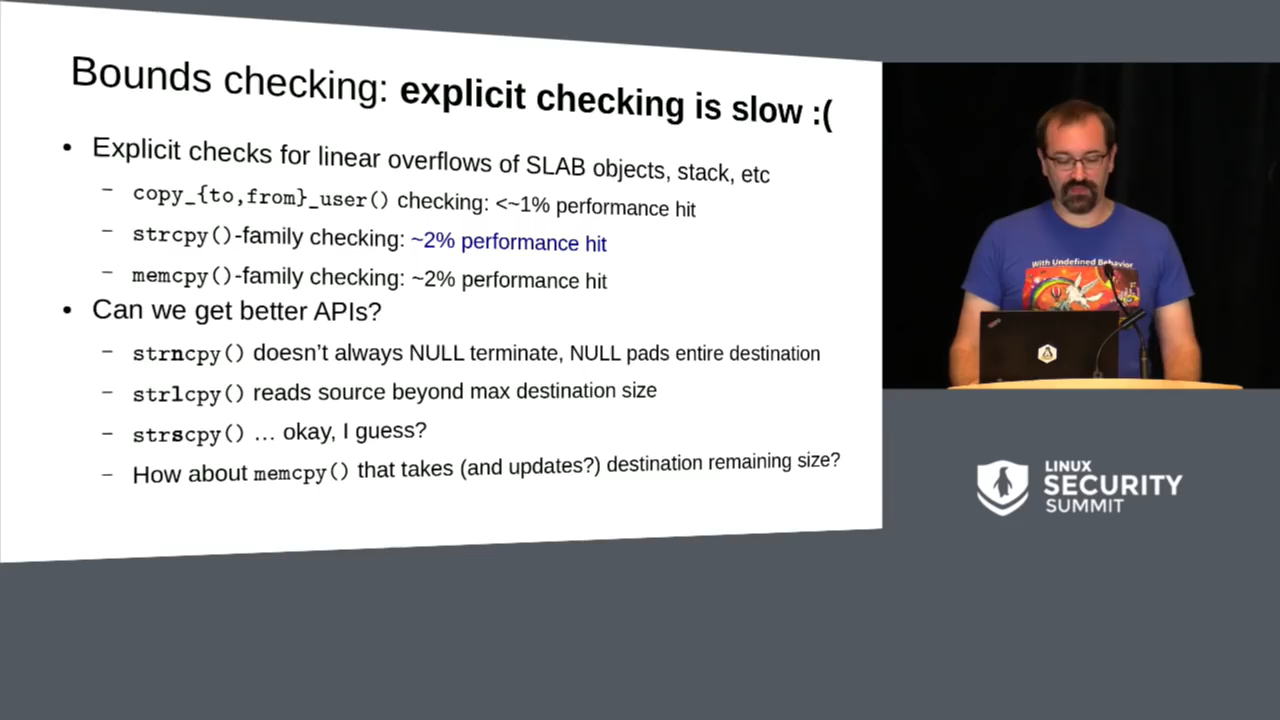 Bounds checking: explicit checking is slow :(
• Explicit checks for linear overflows of SLAB objects, stack, etc
– copy_{to,from}_user() checking: <~1% performance hit
– strcpy()-family checking: ~2% performance hit
– memcpy()-family checking: ~2% performance hit
• Can we get better APIs?
– strncpy() doesn’t always NULL terminate, NULL pads entire destination
– strlcpy() reads source beyond max destination size
– strscpy() … okay, I guess?
– How about memcpy() that takes (and updates?) destination remaining size?
With Undefined Behavior
LINUX
SECURITY
SUMMIT